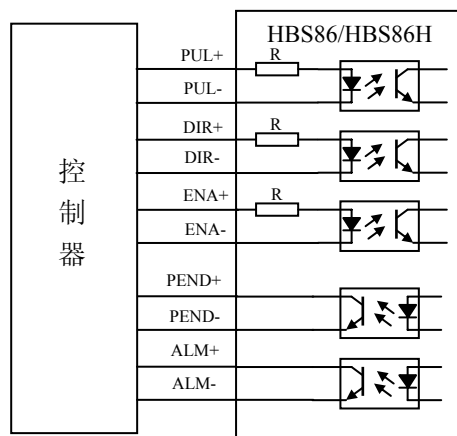 HBS86/HBS86H
PUL+
R
PUL-
DIR+
R
DIR-
ENA+
R
ENA-
控制器
PEND+
PEND-
ALM+
ALM-